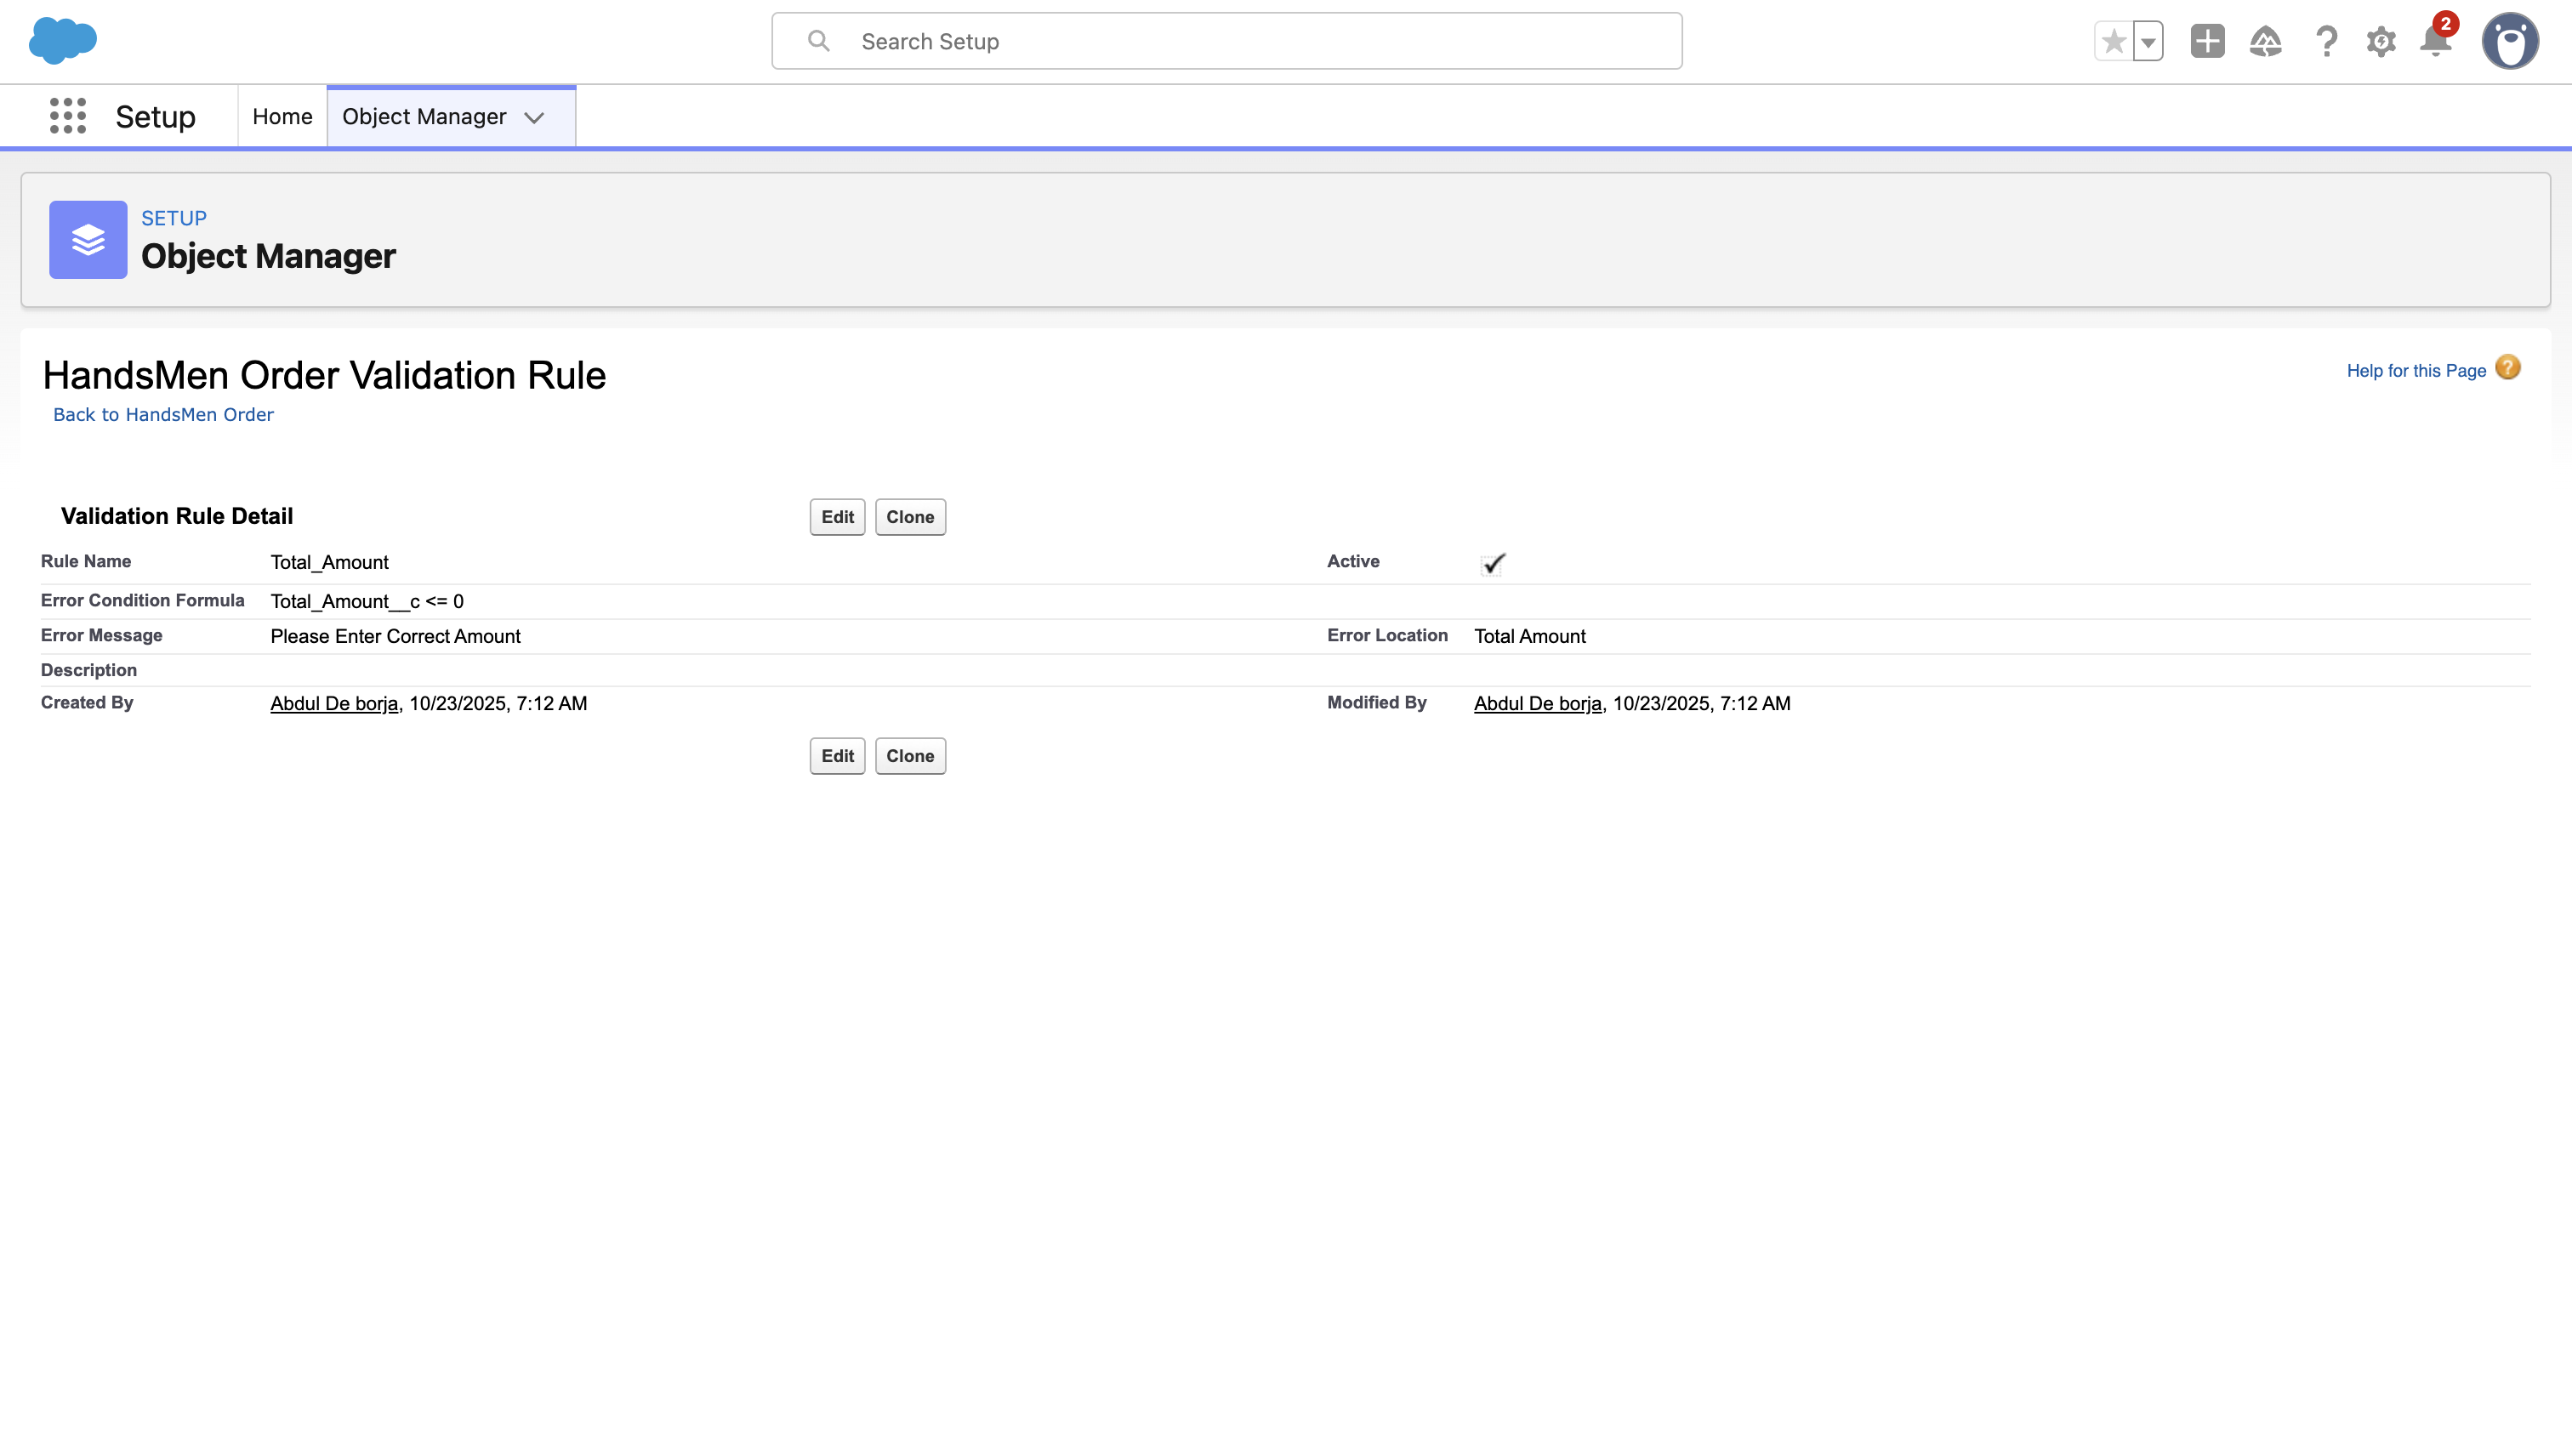 Search Setup
2
Setup
Home
Object Manager
SETUP
Object Manager
HandsMen Order Validation Rule
Help for this Page ?
Back to HandsMen Order
Validation Rule Detail
Edit Clone
Rule Name Total_Amount Active
Error Condition Formula Total_Amount__c <= 0
Error Message Please Enter Correct Amount Error Location Total Amount
Description
Created By Abdul De borja, 10/23/2025, 7:12 AM Modified By Abdul De borja, 10/23/2025, 7:12 AM
Edit Clone